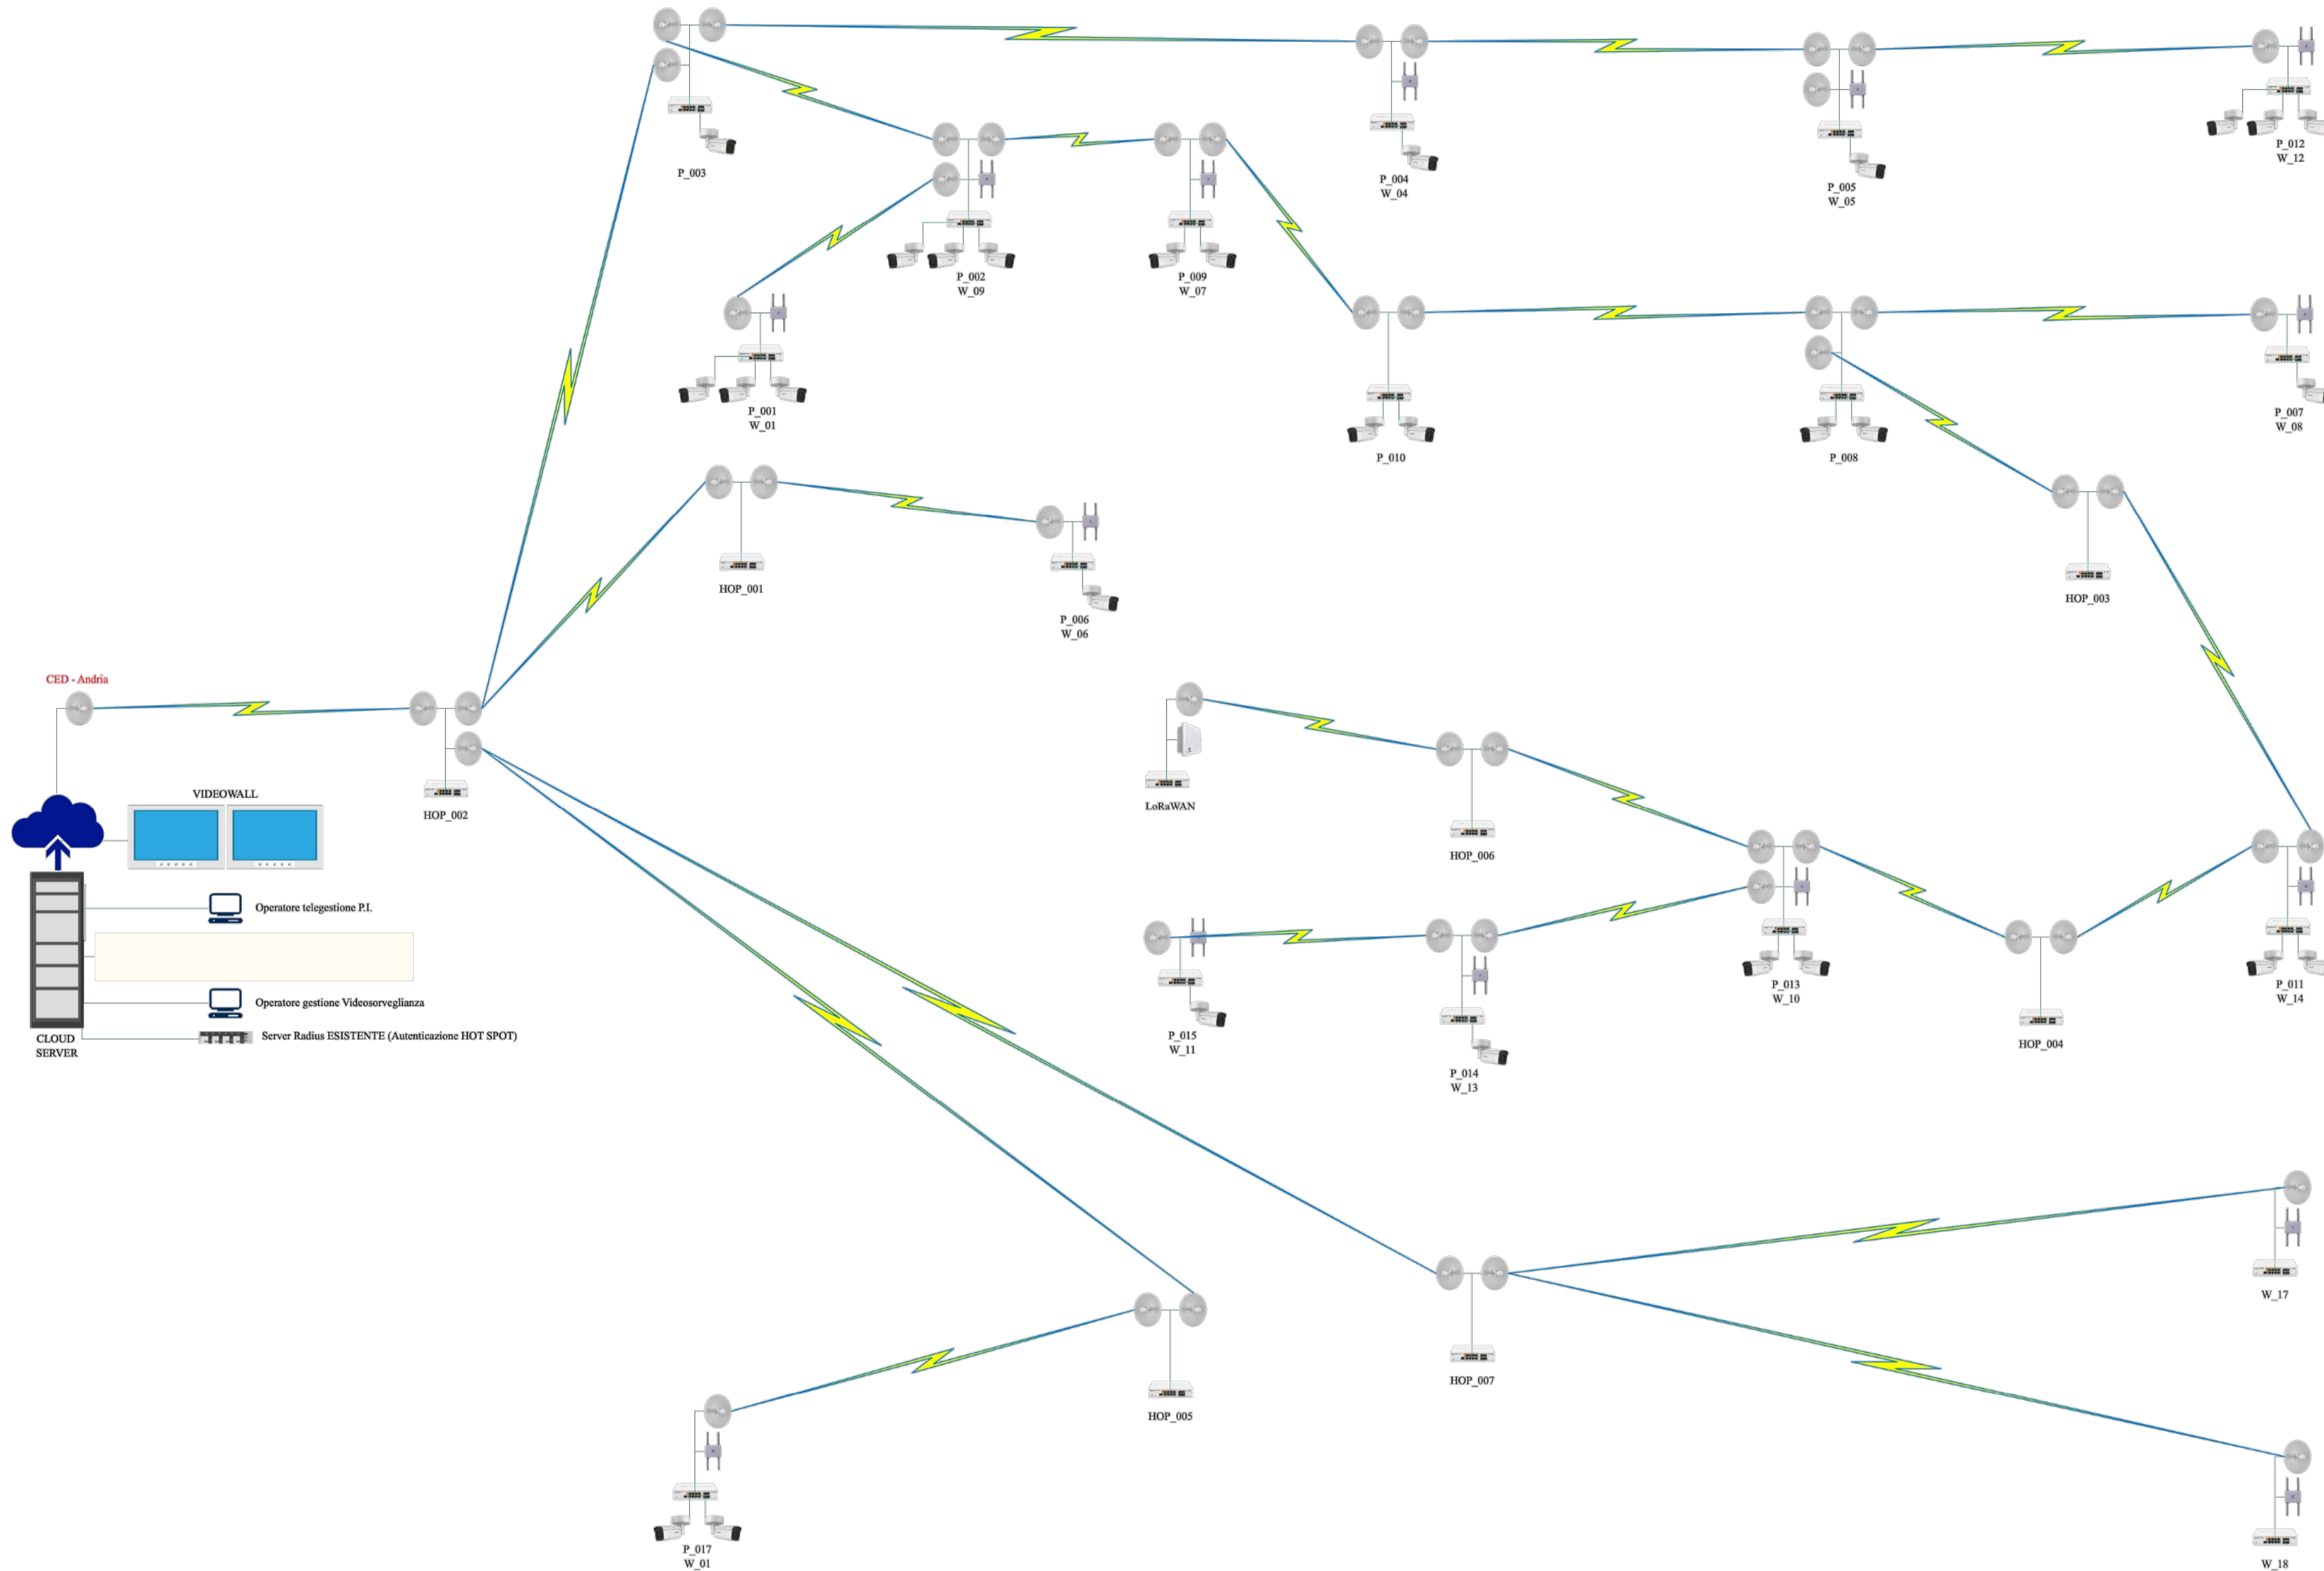 P_003
P_004
W_04
P_005
W_05
P_012
W_12
P_002
W_09
P_009
W_07
P_001
W_01
P_010
P_008
P_007
W_08
HOP_001
P_006
W_06
HOP_003
CED - Andria
HOP_002
VIDEOWALL
LoRaWAN
HOP_006
Operatore telegestione P.I.
Operatore gestione Videosorveglianza
Server Radius ESISTENTE (Autenticazione HOT SPOT)
CLOUD
SERVER
P_015
W_11
P_014
W_13
P_013
W_10
HOP_004
P_011
W_14
W_17
HOP_007
HOP_005
P_017
W_01
W_18